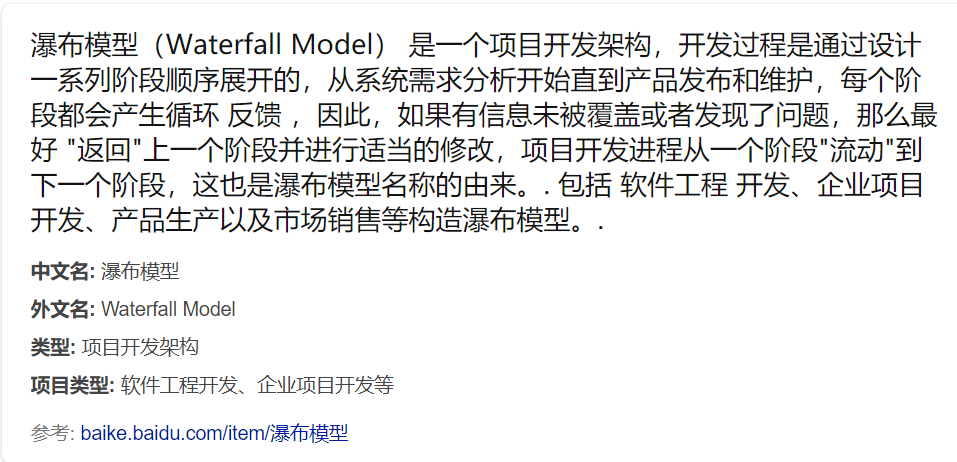 瀑布模型（Waterfall Model） 是一个项目开发架构，开发过程是通过设计
一系列阶段顺序展开的，从系统需求分析开始直到产品发布和维护，每个阶
段都会产生循环 反馈 ，因此，如果有信息未被覆盖或者发现了问题，那么最
好 "返回"上一个阶段并进行适当的修改，项目开发进程从一个阶段"流动"到
下一个阶段，这也是瀑布模型名称的由来。. 包括 软件工程 开发、企业项目
开发、产品生产以及市场销售等构造瀑布模型。.
中文名: 瀑布模型
外文名: Waterfall Model
类型: 项目开发架构
项目类型: 软件工程开发、企业项目开发等
参考: baike.baidu.com/item/瀑布模型